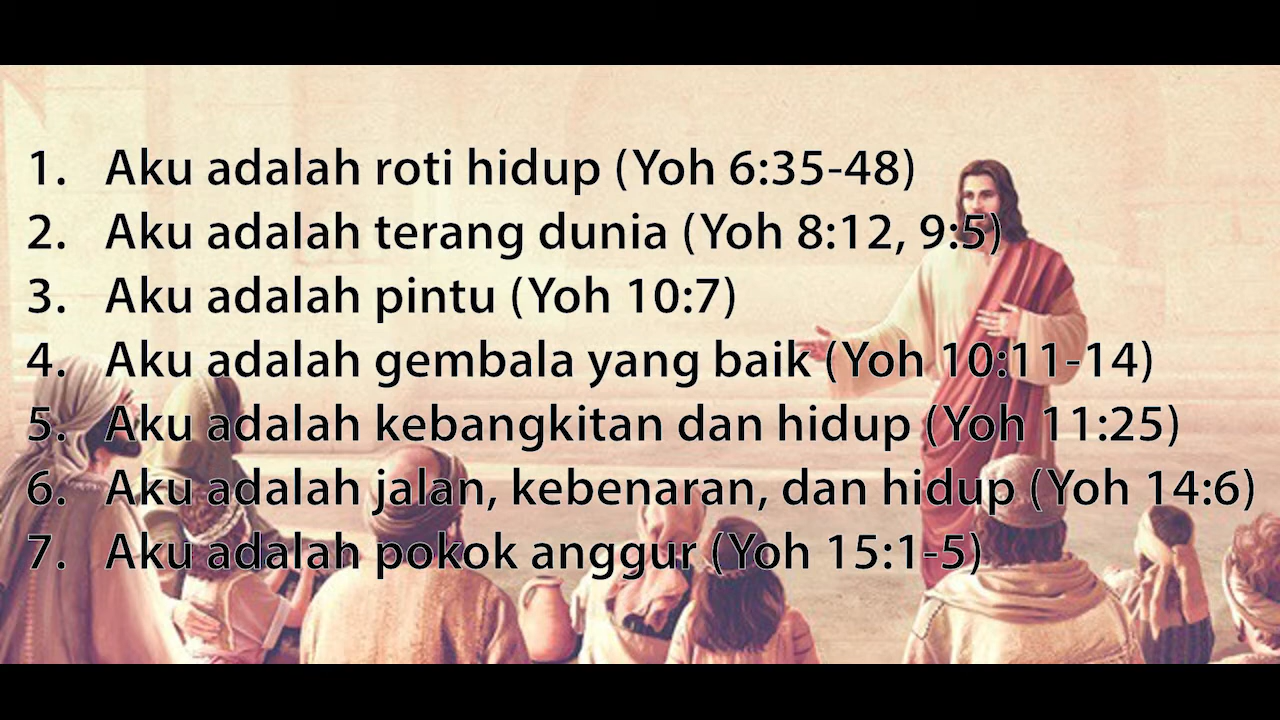 1. Aku adalah roti hidup (Yoh 6:35-48)
2. Aku adalah terang dunia (Yoh 8:12, 9:5)
3. Aku adalah pintu (Yoh 10:7)
4. Aku adalah gembala yang baik (Yoh 10:11-14)
5. Aku adalah kebangkitan dan hidup (Yoh 11:25)
6. Aku adalah jalan, kebenaran, dan hidup (Yoh 14:6)
7. Aku adalah pokok anggur (Yoh 15:1-5)